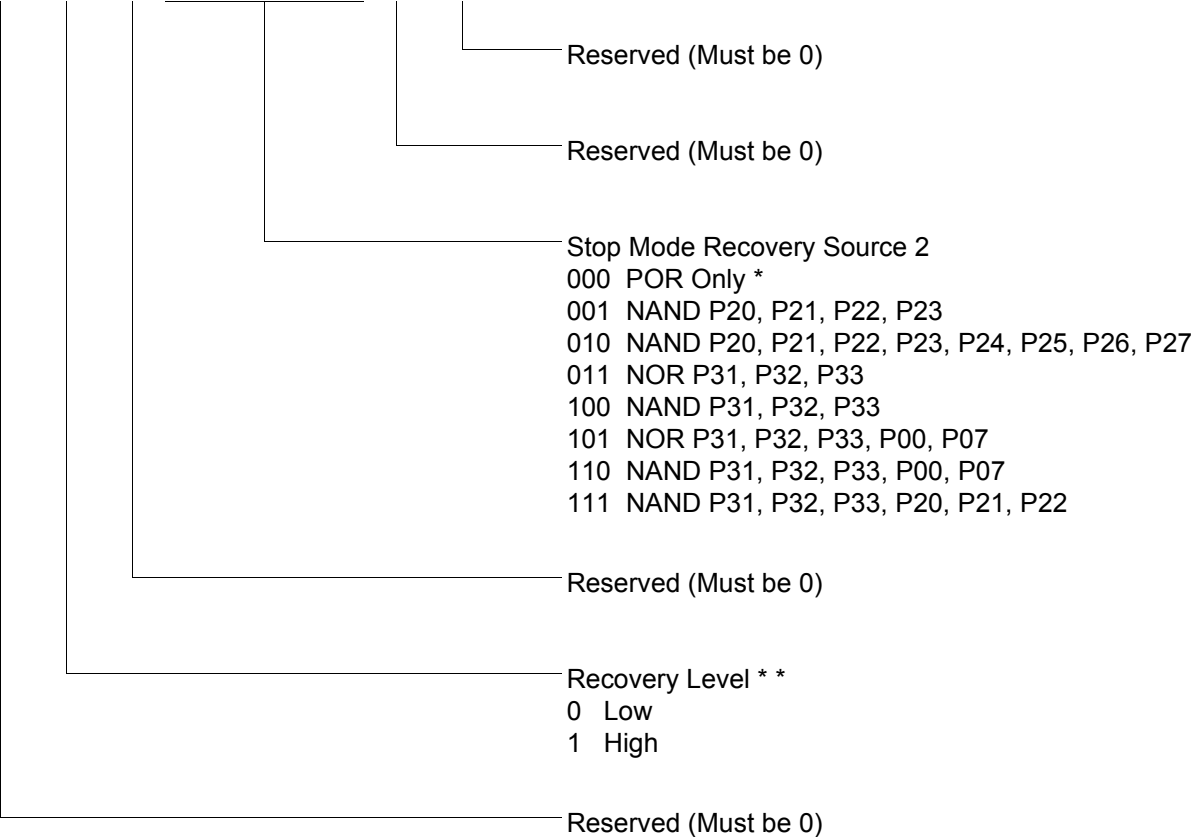 Reserved (Must be 0)
Reserved (Must be 0)
Stop Mode Recovery Source 2
000 POR Only *
001 NAND P20, P21, P22, P23
010 NAND P20, P21, P22, P23, P24, P25, P26, P27
011 NOR P31, P32, P33
100 NAND P31, P32, P33
101 NOR P31, P32, P33, P00, P07
110 NAND P31, P32, P33, P00, P07
111 NAND P31, P32, P33, P20, P21, P22
Reserved (Must be 0)
Recovery Level * *
0 Low
1 High
Reserved (Must be 0)